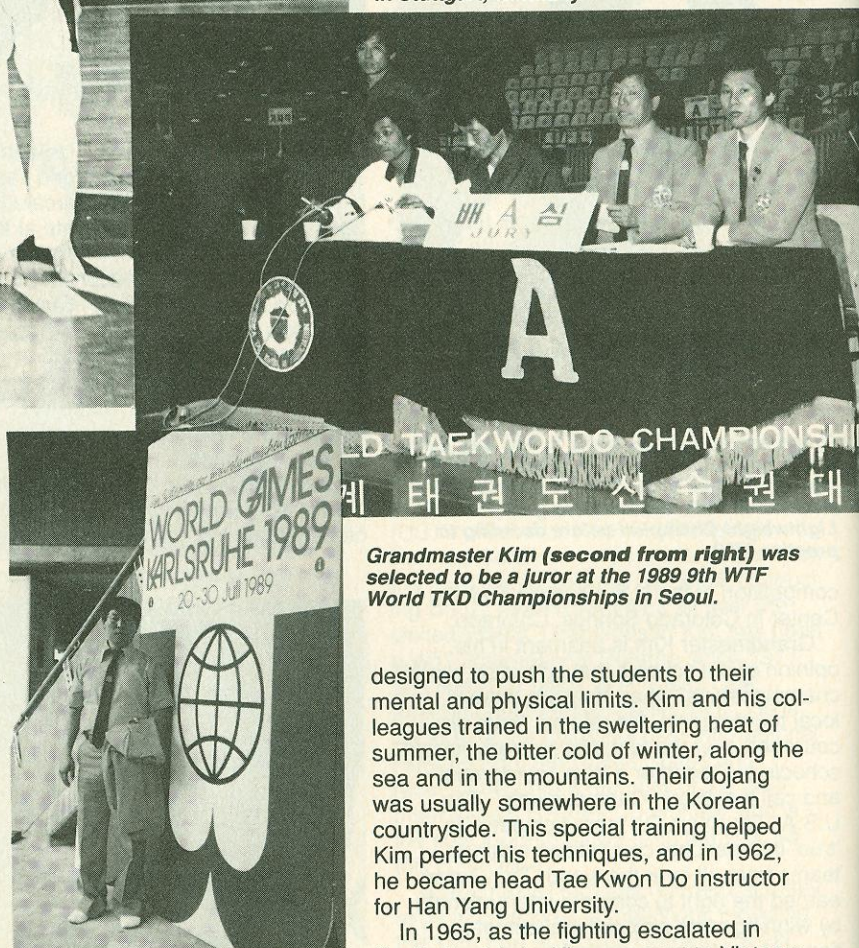 배 A 심
JURY
A
A
LD TAEKWONDO CHAMPIONSHI
계 태 권 도 선 수 권 대
WORLD GAMES
KARLSRUHE 1989
20.-30 Juli 1989
Grandmaster Kim (second from right) was
selected to be a juror at the 1989 9th WTF
World TKD Championships in Seoul.
designed to push the students to their
mental and physical limits. Kim and his col-
leagues trained in the sweltering heat of
summer, the bitter cold of winter, along the
sea and in the mountains. Their dojang
was usually somewhere in the Korean
countryside. This special training helped
Kim perfect his techniques, and in 1962,
he became head Tae Kwon Do instructor
for Han Yang University.
In 1965, as the fighting escalated in